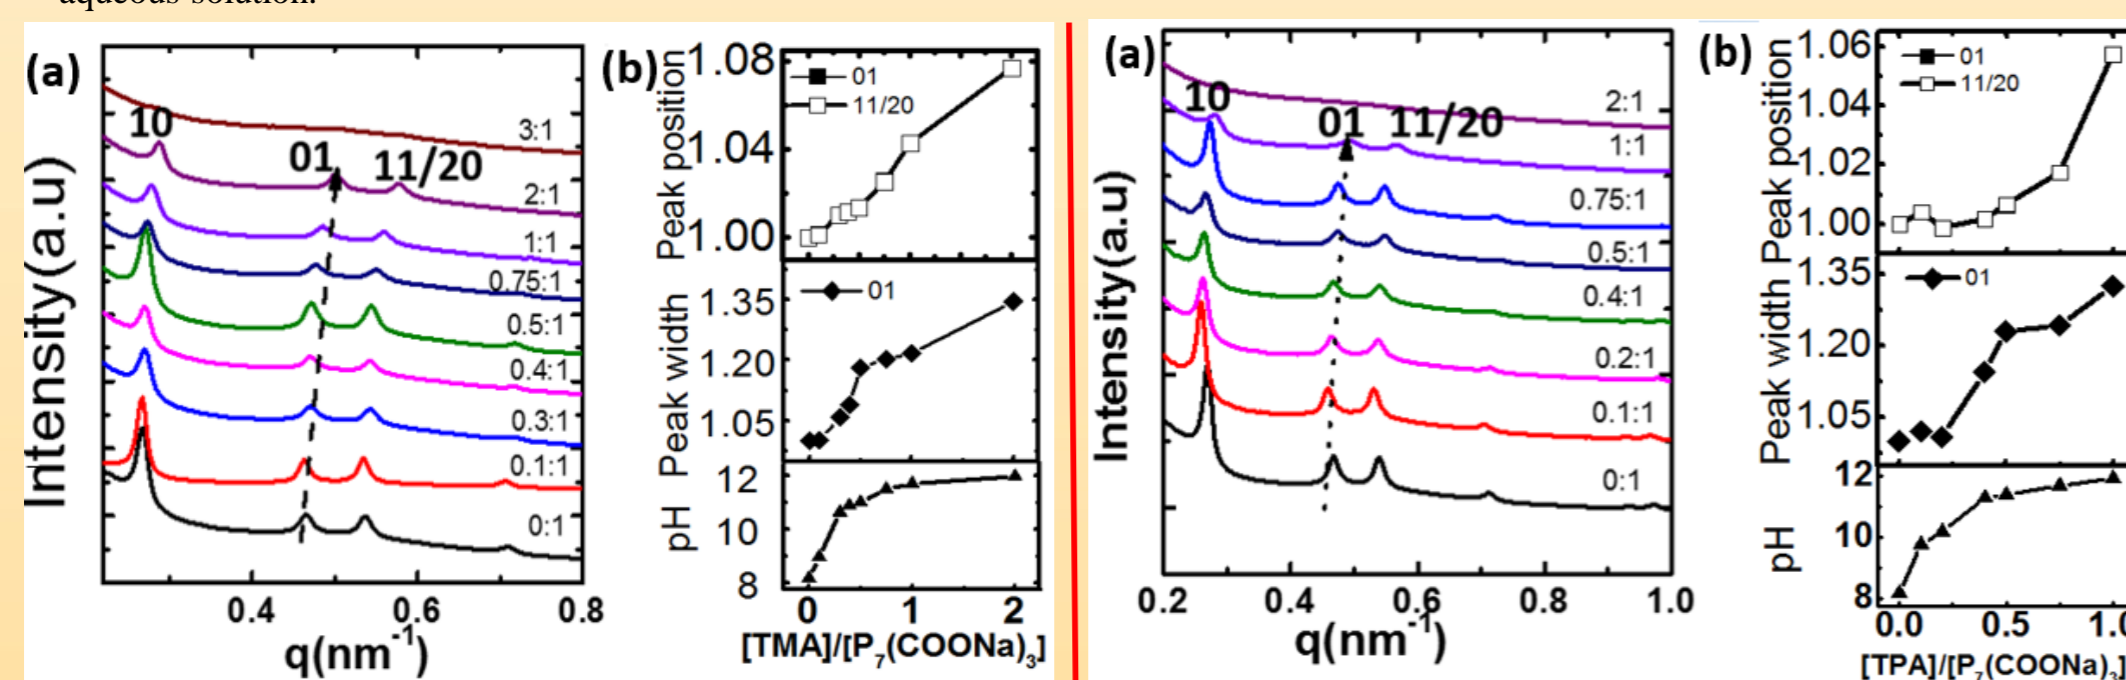 aqueous solution.
(a)
10
01
11/20
3:1
2:1
1:1
0.75:1
0.5:1
0.4:1
0.3:1
0.1:1
0:1
Intensity(a.u)
0.4 0.6 0.8
q(nm⁻¹)
(b)
Peak position
1.08
1.04
1.00
01
11/20
Peak width
1.35
1.20
1.05
01
pH
12
10
8
0 1 2
[TMA]/[P₇(COONa)₃]
(a)
10
01 11/20
2:1
1:1
0.75:1
0.5:1
0.4:1
0.2:1
0.1:1
0:1
Intensity(a.u)
0.2 0.4 0.6 0.8 1.0
q(nm⁻¹)
(b)
Peak position
1.06
1.04
1.02
1.00
01
11/20
Peak width
1.35
1.20
1.05
01
pH
12
10
8
0.0 0.5 1.0
[TPA]/[P₇(COONa)₃]